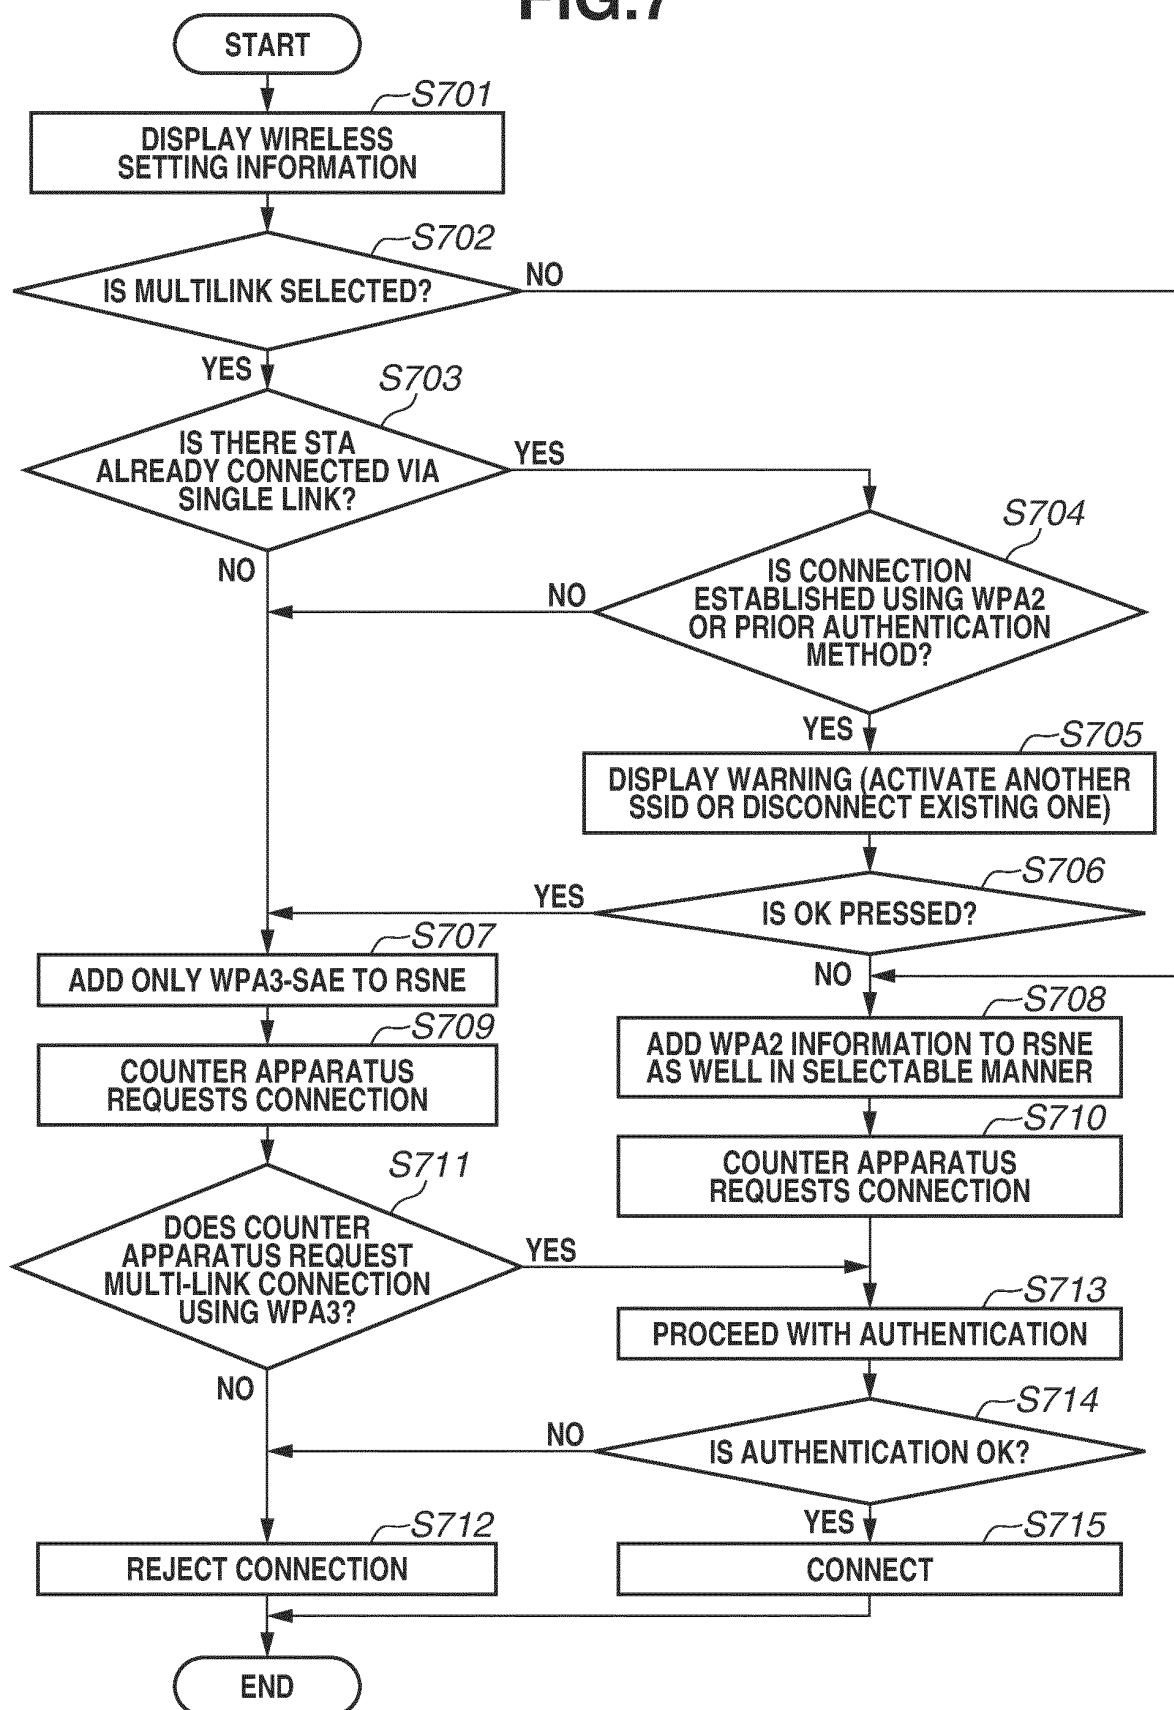 FIG.7
START
S701
DISPLAY WIRELESS
SETTING INFORMATION
S702
IS MULTILINK SELECTED?
NO
YES
S703
IS THERE STA
ALREADY CONNECTED VIA
SINGLE LINK?
YES
NO
S704
IS CONNECTION
ESTABLISHED USING WPA2
OR PRIOR AUTHENTICATION
METHOD?
NO
YES
S705
DISPLAY WARNING (ACTIVATE ANOTHER
SSID OR DISCONNECT EXISTING ONE)
S706
IS OK PRESSED?
YES
NO
S707
ADD ONLY WPA3-SAE TO RSNE
S708
ADD WPA2 INFORMATION TO RSNE
AS WELL IN SELECTABLE MANNER
S709
COUNTER APPARATUS
REQUESTS CONNECTION
S710
COUNTER APPARATUS
REQUESTS CONNECTION
S711
DOES COUNTER
APPARATUS REQUEST
MULTI-LINK CONNECTION
USING WPA3?
YES
NO
S713
PROCEED WITH AUTHENTICATION
S714
IS AUTHENTICATION OK?
NO
YES
S712
REJECT CONNECTION
S715
CONNECT
END